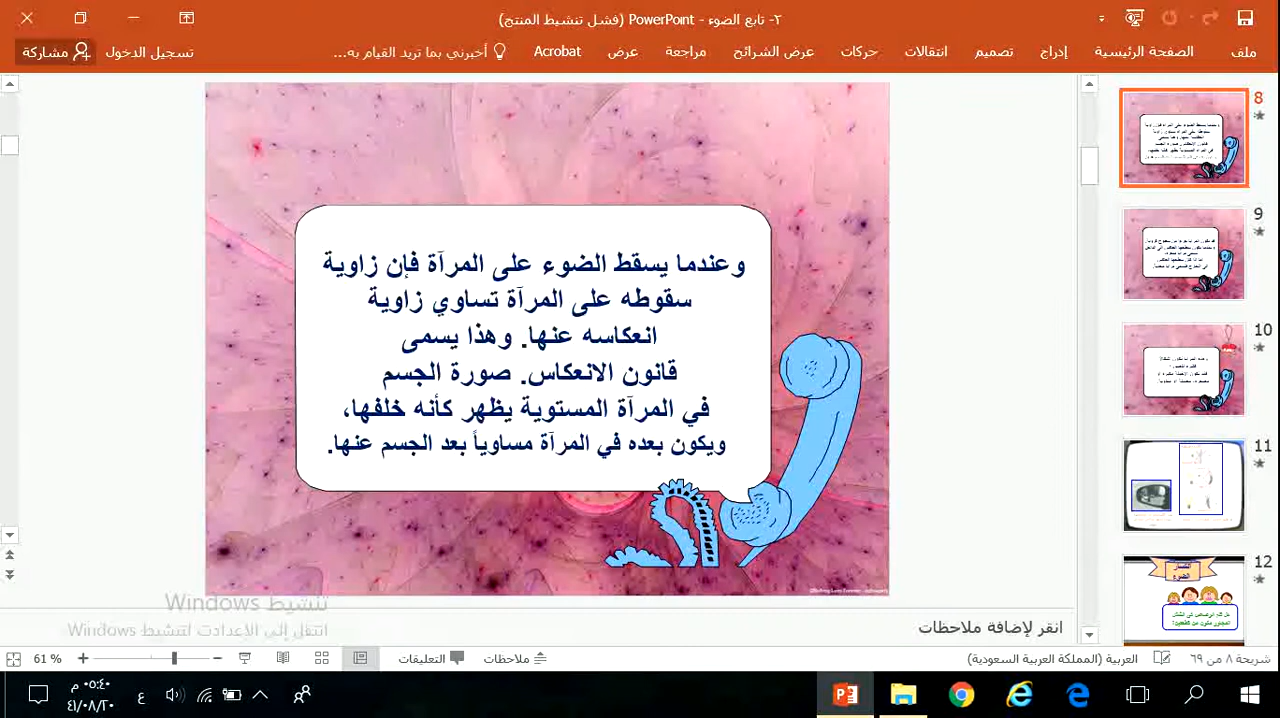 ٢- تابع الضوء - PowerPoint (فشل تنشيط المنتج)
ملف الصفحة الرئيسية إدراج تصميم انتقالات حركات عرض الشرائح مراجعة عرض Acrobat أخبرني بما تريد القيام به... تسجيل الدخول مشاركة
وعندما يسقط الضوء على المرآة فإن زاوية
سقوطه على المرآة تساوي زاوية
انعكاسه عنها. وهذا يسمى
قانون الانعكاس. صورة الجسم
في المرآة المستوية يظهر كأنه خلفها،
ويكون بعده في المرآة مساوياً بعد الجسم عنها.
8
9
10
11
12
انكسار
الضوء
تنشيط Windows
انتقل إلى الإعدادات لتنشيط Windows
انقر لإضافة ملاحظات
شريحة ٨ من ٦٩ العربية (المملكة العربية السعودية) ملاحظات التعليقات 61 %
ع ٠٥:٤٠ م
٤١/٠٨/٢٠